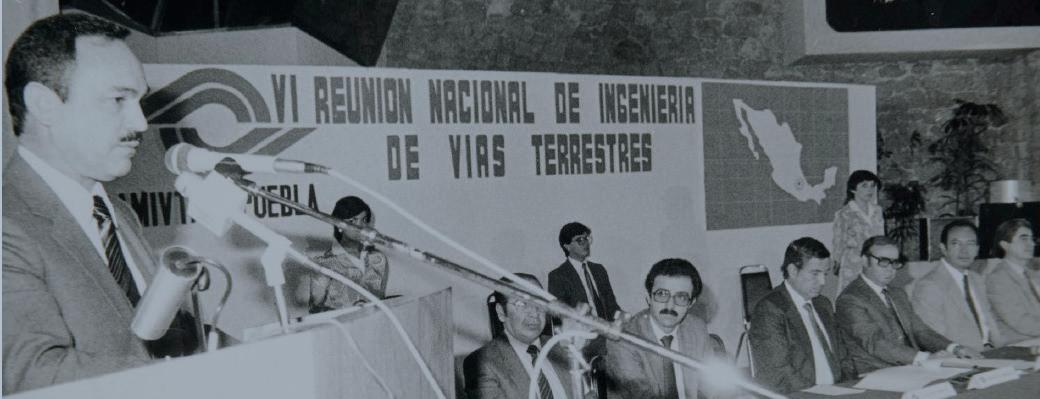 VI REUNION NACIONAL DE INGENIERIA
DE VIAS TERRESTRES
PUEBLA